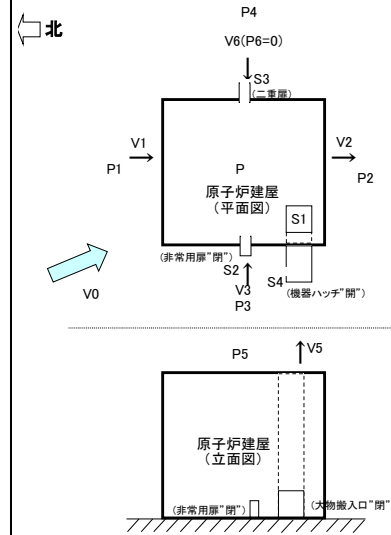 北
P4
V6(P6=0)
S3
(二重扉)
V1
P1
P
V2
P2
原子炉建屋
(平面図)
S1
(非常用扉"閉")
S2
S4
(機器ハッチ"開")
V3
P3
V0
P5
V5
原子炉建屋
(立面図)
(非常用扉"閉")
(大物搬入口"閉"